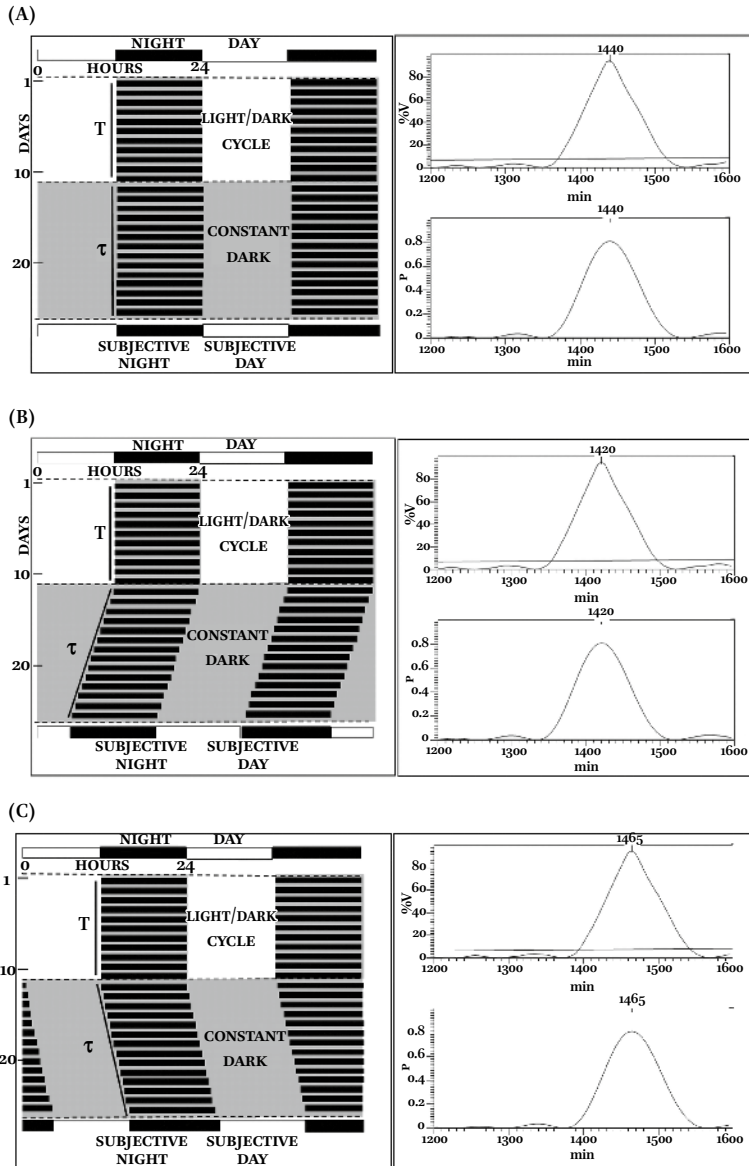 (A)
NIGHT DAY
0 HOURS 24
1
DAYS
T
LIGHT/DARK
CYCLE
10
τ
CONSTANT
DARK
20
SUBJECTIVE SUBJECTIVE
NIGHT DAY
1440
%V
80
60
40
20
0
1200 1300 1400 1500 1600
min
1440
P
0.8
0.6
0.4
0.2
0
1200 1300 1400 1500 1600
min
(B)
NIGHT DAY
0 HOURS 24
1
DAYS
T
LIGHT/DARK
CYCLE
10
τ
CONSTANT
DARK
20
SUBJECTIVE SUBJECTIVE
NIGHT DAY
1420
%V
80
60
40
20
0
1200 1300 1400 1500 1600
min
1420
P
0.8
0.6
0.4
0.2
0
1200 1300 1400 1500 1600
min
(C)
NIGHT DAY
0 HOURS 24
1
DAYS
T
LIGHT/DARK
CYCLE
10
τ
CONSTANT
DARK
20
SUBJECTIVE SUBJECTIVE
NIGHT DAY
1465
%V
80
60
40
20
0
1200 1300 1400 1500 1600
min
1465
P
0.8
0.6
0.4
0.2
0
1200 1300 1400 1500 1600
min